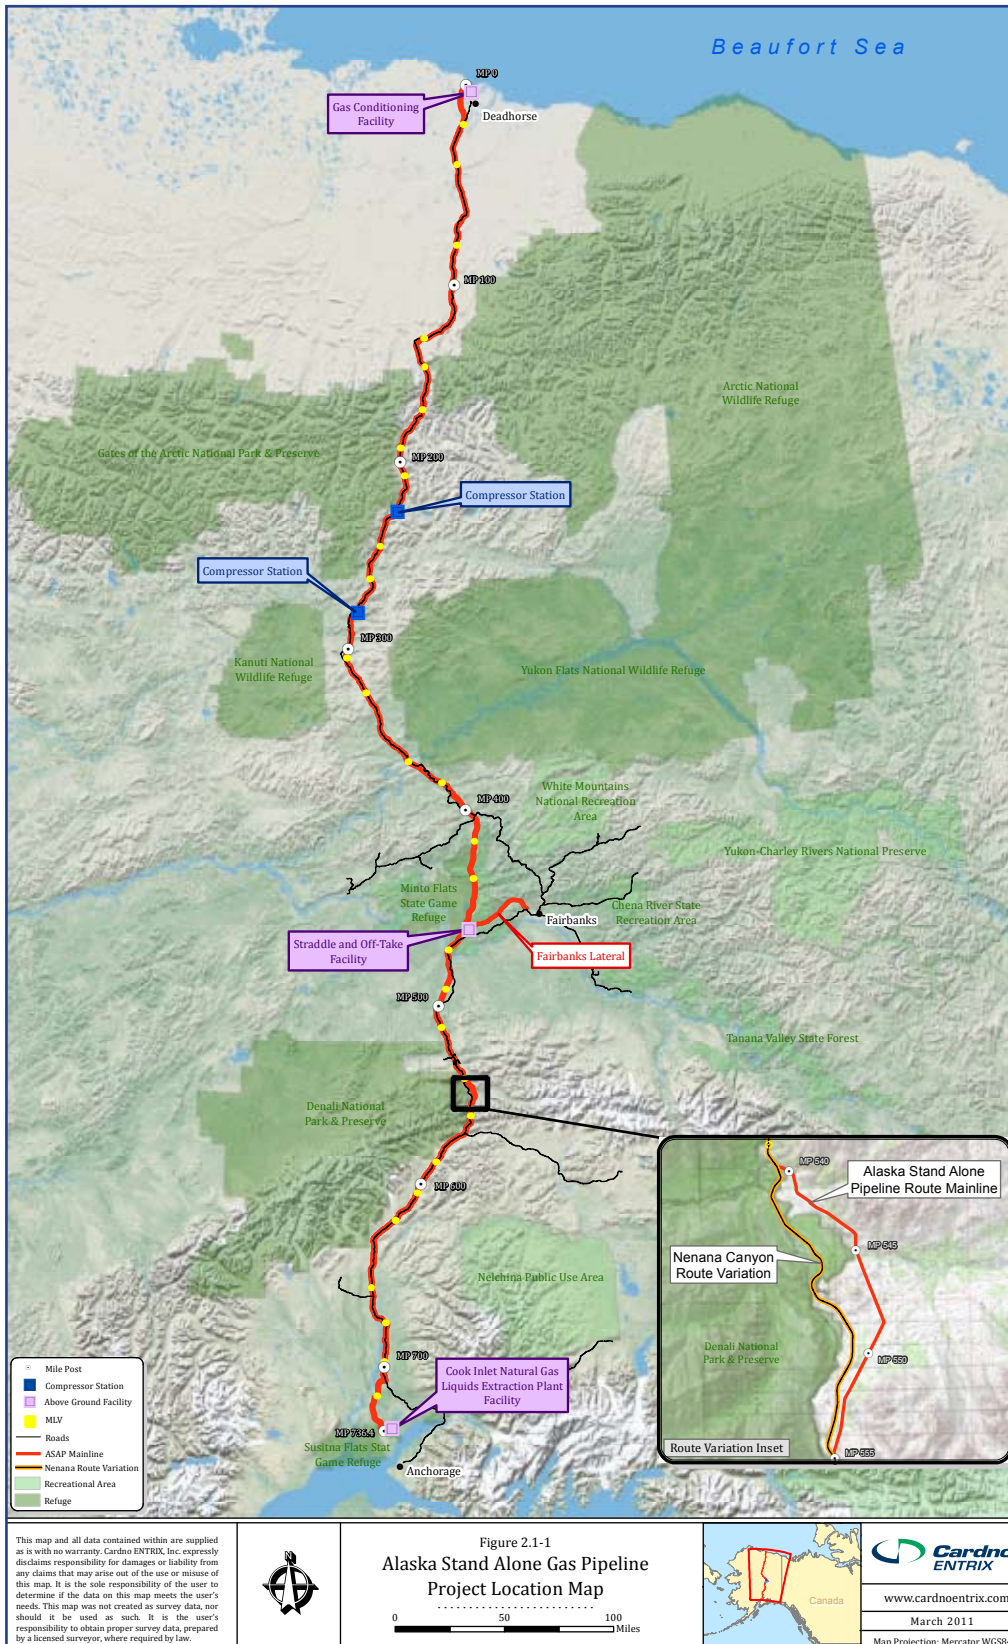 Beaufort Sea
MP 0
Gas Conditioning
Facility
Deadhorse
MP 100
Arctic National
Wildlife Refuge
Gates of the Arctic National Park & Preserve
MP 200
Compressor Station
Compressor Station
MP 300
Kanuti National
Wildlife Refuge
Yukon Flats National Wildlife Refuge
White Mountains
National Recreation
Area
MP 400
Yukon-Charley Rivers National Preserve
Minto Flats
State Game
Refuge
Chena River State
Recreation Area
Fairbanks
Straddle and Off-Take
Facility
Fairbanks Lateral
MP 500
Tanana Valley State Forest
Denali National
Park & Preserve
MP 600
Nelchina Public Use Area
MP 700
Cook Inlet Natural Gas
Liquids Extraction Plant
Facility
MP 736.4
Susitna Flats Stat
Game Refuge
Anchorage
MP 540
Alaska Stand Alone
Pipeline Route Mainline
MP 545
Nenana Canyon
Route Variation
Denali National
Park & Preserve
MP 550
Route Variation Inset
MP 555
Mile Post
Compressor Station
Above Ground Facility
MLV
Roads
ASAP Mainline
Nenana Route Variation
Recreational Area
Refuge
This map and all data contained within are supplied
as is with no warranty. Cardno ENTRIX, Inc. expressly
disclaims responsibility for damages or liability from
any claims that may arise out of the use or misuse of
this map. It is the sole responsibility of the user to
determine if the data on this map meets the user's
needs. This map was not created as survey data, nor
should it be used as such. It is the user's
responsibility to obtain proper survey data, prepared
by a licensed surveyor, where required by law.
N
Figure 2.1-1
Alaska Stand Alone Gas Pipeline
Project Location Map
0 50 100
Miles
Canada
Cardno
ENTRIX
www.cardnoentrix.com
March 2011
Map Projection: Mercator WGS8